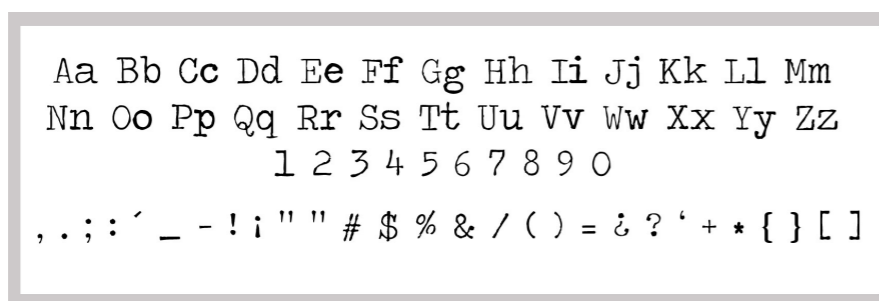 Aa Bb Cc Dd Ee Ff Gg Hh Ii Jj Kk Ll Mm
Nn Oo Pp Qq Rr Ss Tt Uu Vv Ww Xx Yy Zz
1 2 3 4 5 6 7 8 9 0
, . ; : ´ _ - ! ¡ " " # $ % & / ( ) = ¿ ? ‘ + * { } [ ]